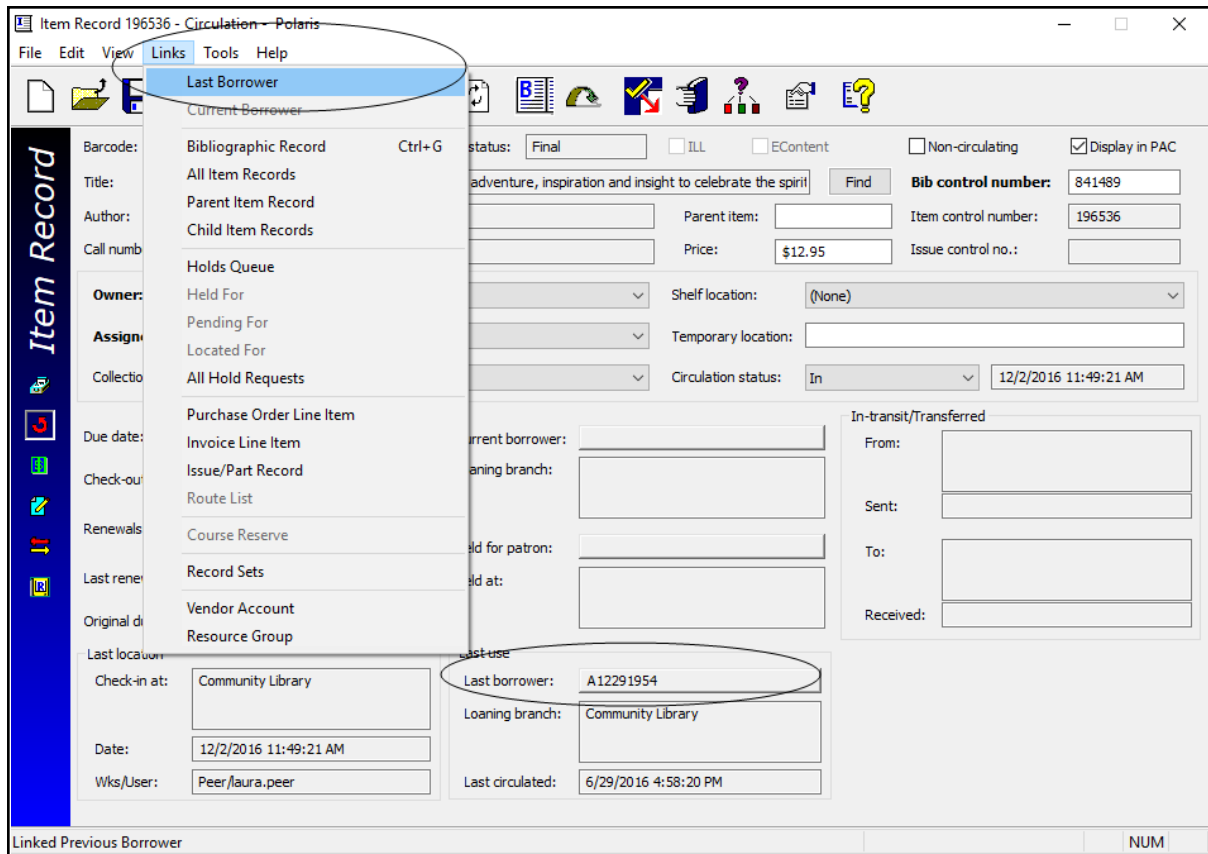 Item Record 196536 - Circulation - Polaris
File Edit View Links Tools Help
Last Borrower
Current Borrower
Bibliographic Record Ctrl+G
All Item Records
Parent Item Record
Child Item Records
Holds Queue
Held For
Pending For
Located For
All Hold Requests
Purchase Order Line Item
Invoice Line Item
Issue/Part Record
Route List
Course Reserve
Record Sets
Vendor Account
Resource Group
Item Record
Barcode: status: Final ILL EContent Non-circulating Display in PAC
Title: adventure, inspiration and insight to celebrate the spirit Find Bib control number: 841489
Author: Parent item: Item control number: 196536
Call numb Price: $12.95 Issue control no.:
Owner: Shelf location: (None)
Assign Temporary location:
Collectio Circulation status: In 12/2/2016 11:49:21 AM
In-transit/Transferred
Due date: urrent borrower: From:
Check-ou aning branch:
Sent:
Renewals eld for patron: To:
Last rene eld at:
Original d Received:
Last location Last use
Check-in at: Community Library Last borrower: A12291954
Loaning branch: Community Library
Date: 12/2/2016 11:49:21 AM
Wks/User: Peer/laura.peer Last circulated: 6/29/2016 4:58:20 PM
Linked Previous Borrower NUM